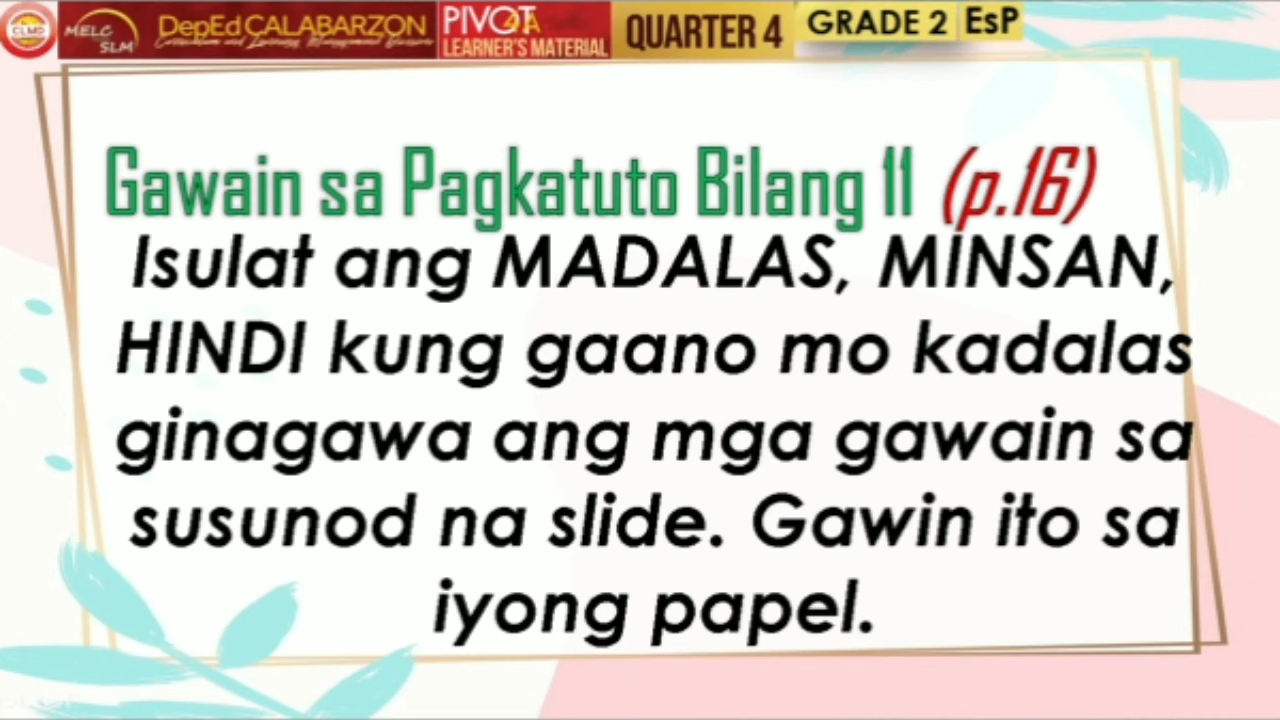 CLMD MELC SLM DepEd CALABARZON PIVOT 4A LEARNER'S MATERIAL QUARTER 4 GRADE 2 EsP
Gawain sa Pagkatuto Bilang 11 (p.16)
Isulat ang MADALAS, MINSAN,
HINDI kung gaano mo kadalas
ginagawa ang mga gawain sa
susunod na slide. Gawin ito sa
iyong papel.